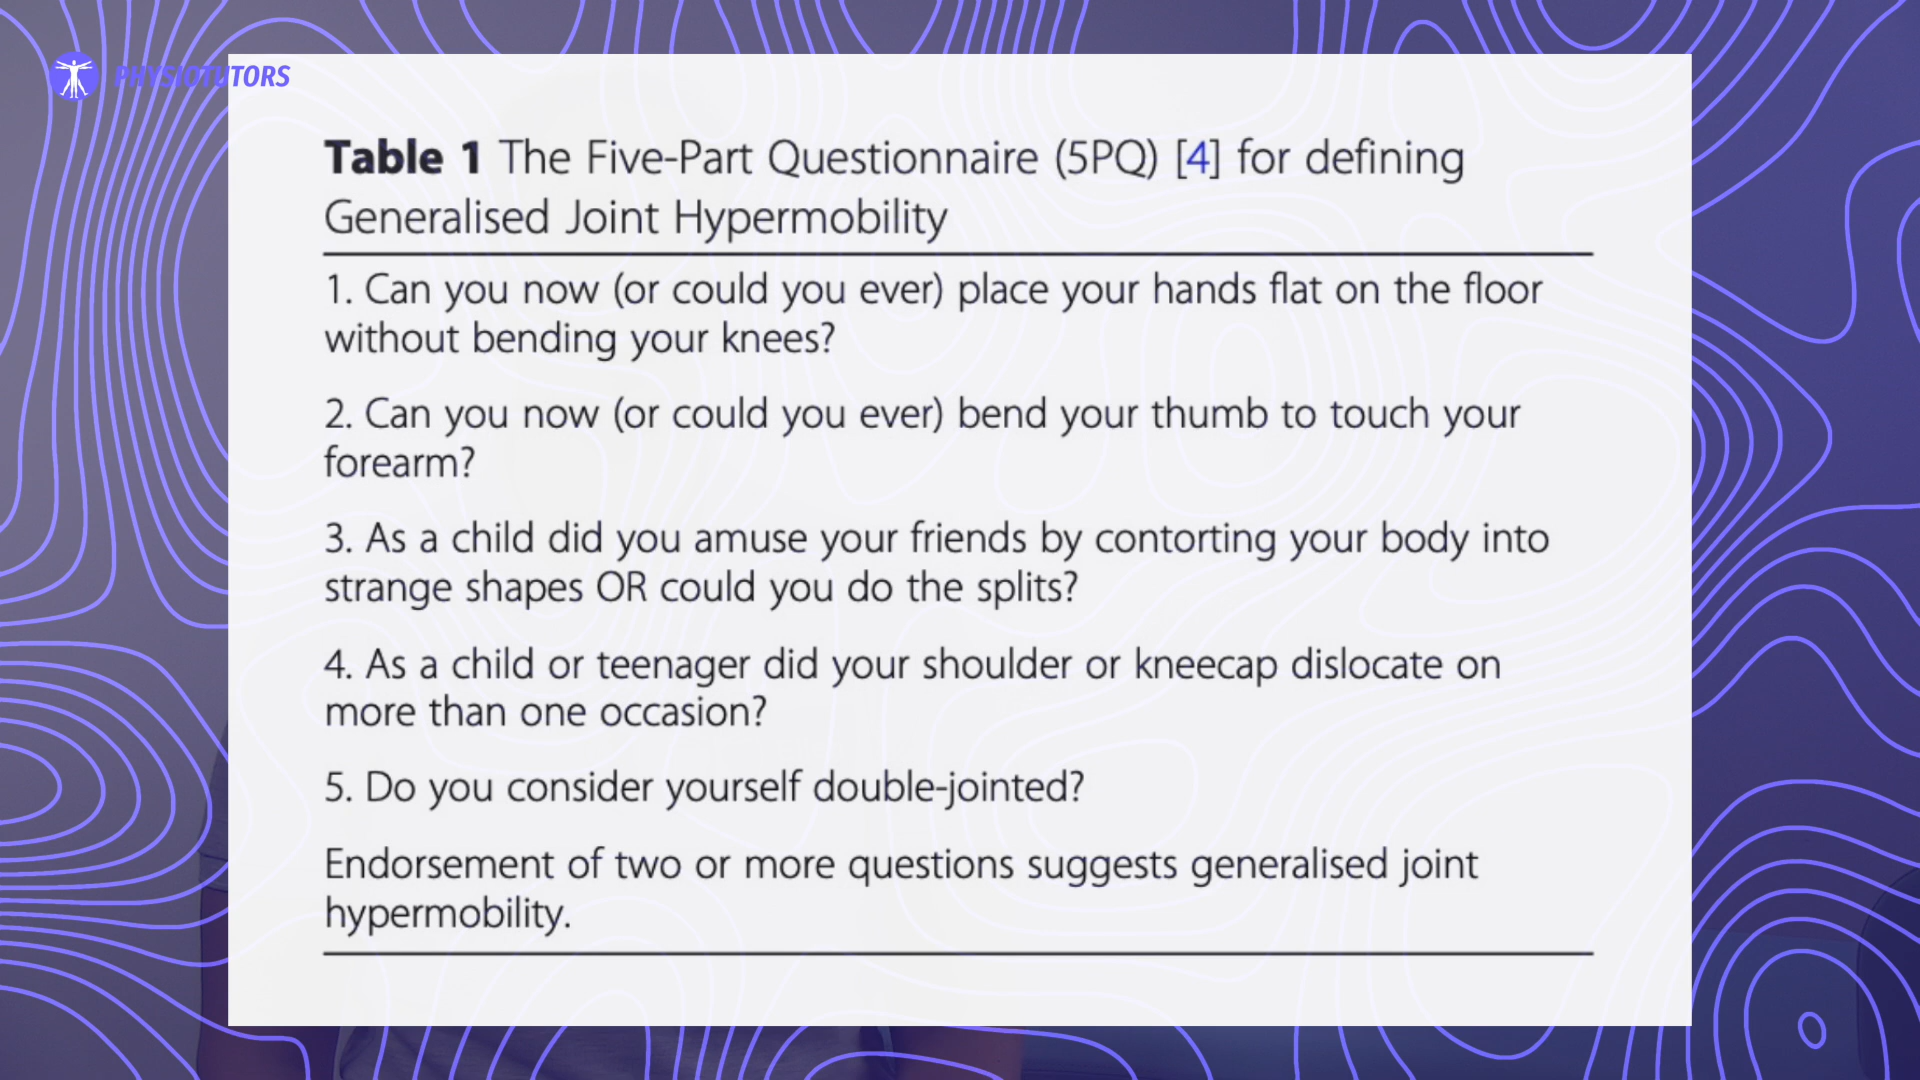 PHYSIOTUTORS
Table 1 The Five-Part Questionnaire (5PQ) [4] for defining
Generalised Joint Hypermobility
1. Can you now (or could you ever) place your hands flat on the floor
without bending your knees?
2. Can you now (or could you ever) bend your thumb to touch your
forearm?
3. As a child did you amuse your friends by contorting your body into
strange shapes OR could you do the splits?
4. As a child or teenager did your shoulder or kneecap dislocate on
more than one occasion?
5. Do you consider yourself double-jointed?
Endorsement of two or more questions suggests generalised joint
hypermobility.